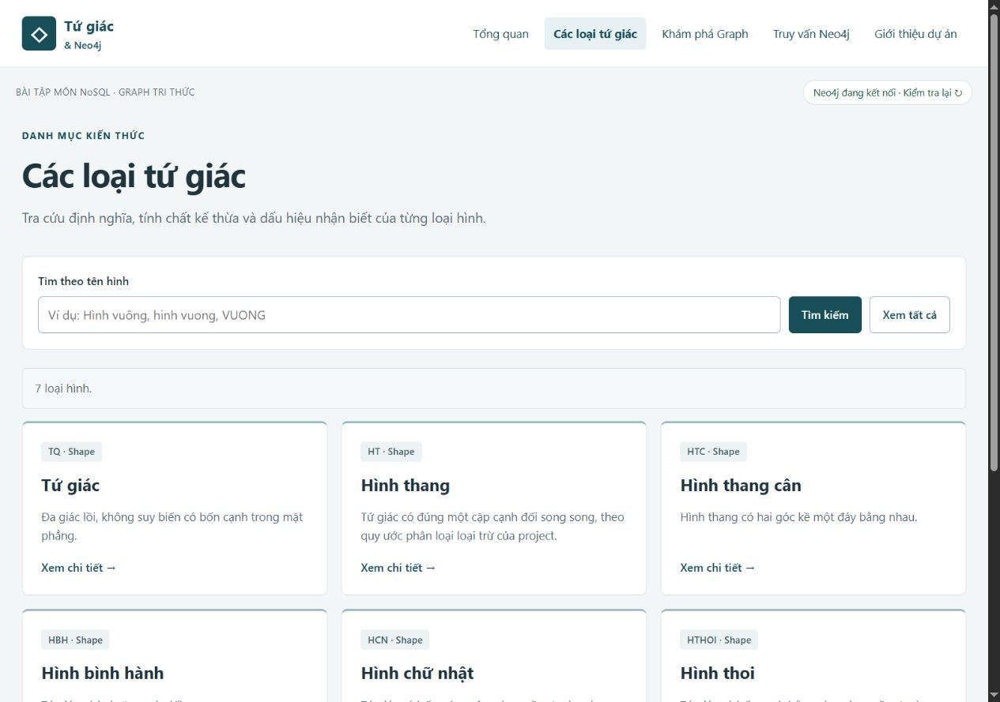 Tứ giác
& Neo4j
Tổng quan
Các loại tứ giác
Khám phá Graph
Truy vấn Neo4j
Giới thiệu dự án
BÀI TẬP MÔN NoSQL · GRAPH TRI THỨC
Neo4j đang kết nối · Kiểm tra lại ↻
DANH MỤC KIẾN THỨC
Các loại tứ giác
Tra cứu định nghĩa, tính chất kế thừa và dấu hiệu nhận biết của từng loại hình.
Tìm theo tên hình
Ví dụ: Hình vuông, hinh vuong, VUONG
Tìm kiếm
Xem tất cả
7 loại hình.
TQ · Shape
Tứ giác
Đa giác lồi, không suy biến có bốn cạnh trong mặt
phẳng.
Xem chi tiết →
HT · Shape
Hình thang
Tứ giác có đúng một cặp cạnh đối song song, theo
quy ước phân loại loại trừ của project.
Xem chi tiết →
HTC · Shape
Hình thang cân
Hình thang có hai góc kề một đáy bằng nhau.
Xem chi tiết →
HBH · Shape
Hình bình hành
HCN · Shape
Hình chữ nhật
HTHOI · Shape
Hình thoi